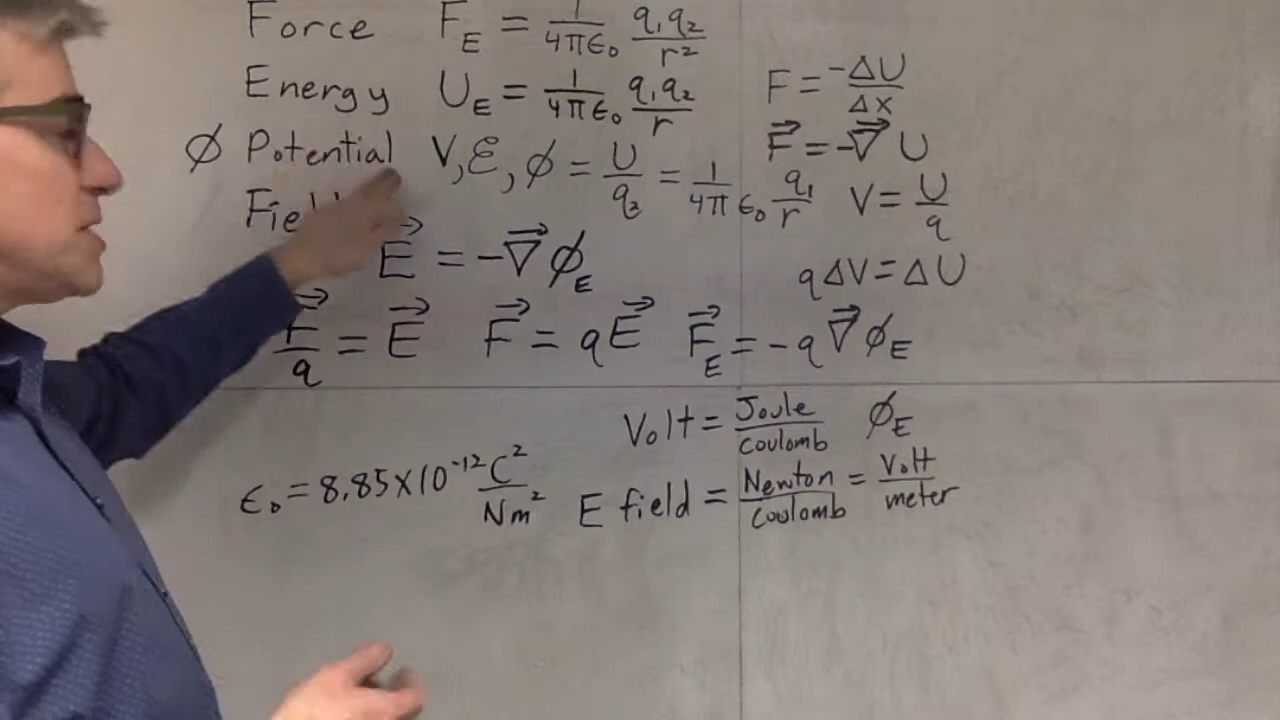 Force F_E = 1/4πϵ₀ q₁q₂/r²
Energy U_E = 1/4πϵ₀ q₁q₂/r
F = -ΔU/Δx
ϕ Potential V, ℰ, ϕ = U/q₂ = 1/4πϵ₀ q₁/r
F⃗ = -∇⃗ U
V = U/q
E⃗ = -∇⃗ϕ_E
qΔV = ΔU
F⃗/q = E⃗ F⃗ = qE⃗ F⃗_E = -q∇⃗ϕ_E
Volt = Joule/coulomb ϕ_E
ϵ₀ = 8.85×10⁻¹² C²/Nm²
E field = Newton/coulomb = Volt/meter